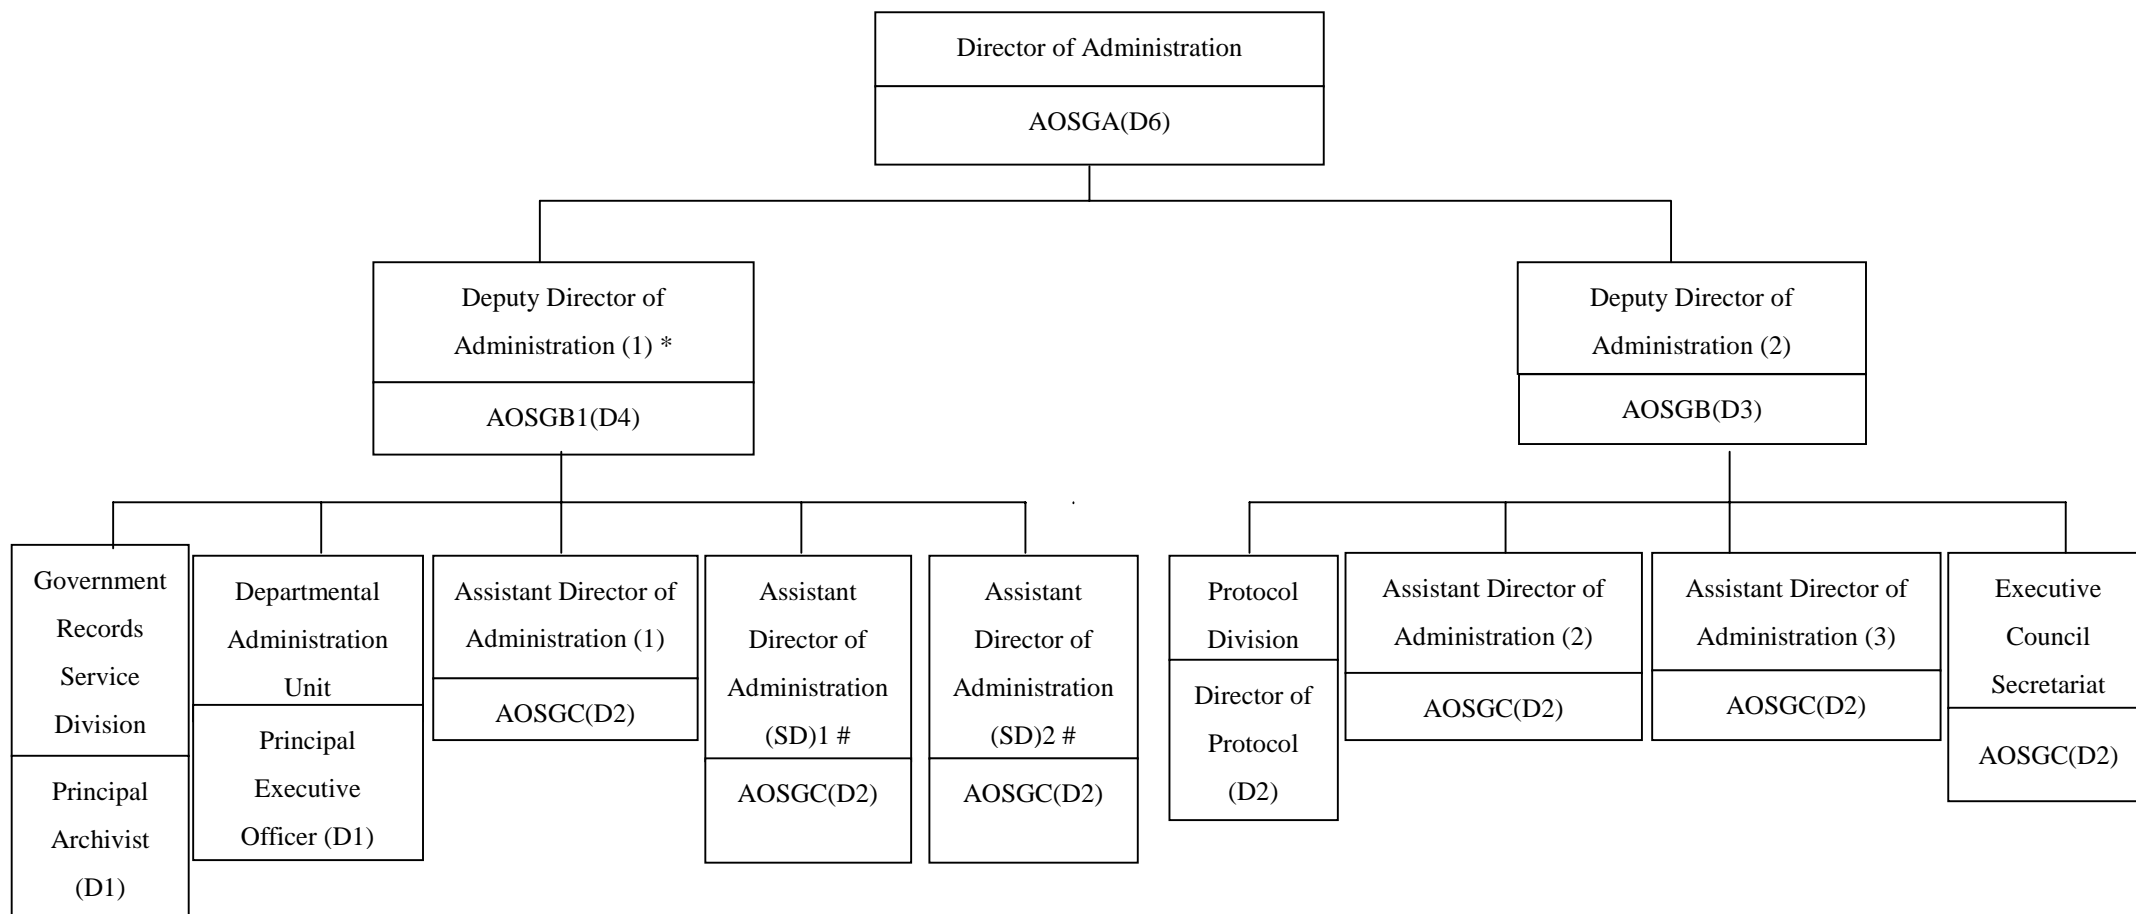 Director of Administration
AOSGA(D6)
Deputy Director of
Administration (1) *
AOSGB1(D4)
Deputy Director of
Administration (2)
AOSGB(D3)
Government
Records
Service
Division
Principal
Archivist
(D1)
Departmental
Administration
Unit
Principal
Executive
Officer (D1)
Assistant Director of
Administration (1)
AOSGC(D2)
Assistant
Director of
Administration
(SD)1 #
AOSGC(D2)
Assistant
Director of
Administration
(SD)2 #
AOSGC(D2)
Protocol
Division
Director of
Protocol
(D2)
Assistant Director of
Administration (2)
AOSGC(D2)
Assistant Director of
Administration (3)
AOSGC(D2)
Executive
Council
Secretariat
AOSGC(D2)